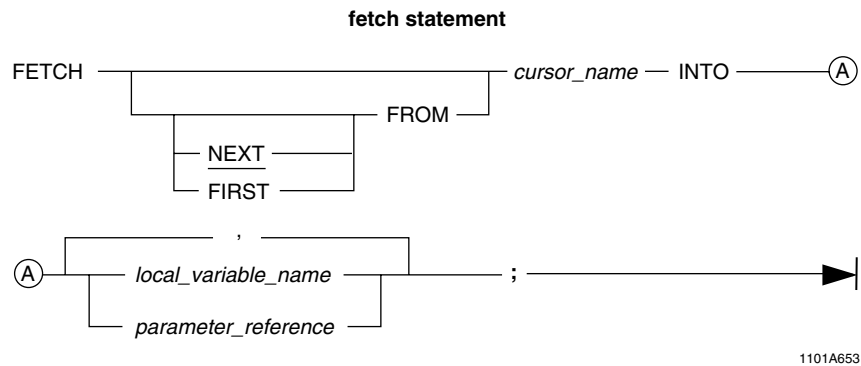 fetch statement
FETCH cursor_name INTO A
FROM
NEXT
FIRST
,
A local_variable_name ;
parameter_reference
1101A653